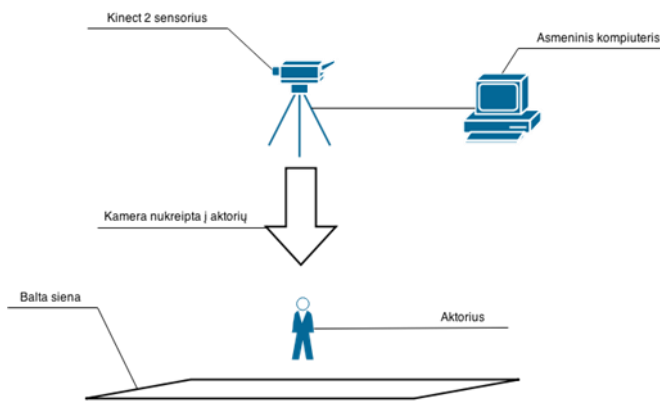 Kinect 2 sensorius
Asmeninis kompiuteris
Kamera nukreipta į aktorių
Balta siena
Aktorius